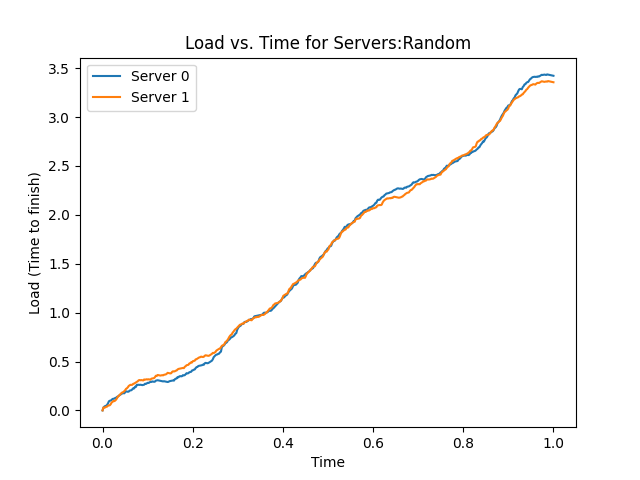 Load vs. Time for Servers:Random
Server 0
Server 1
Load (Time to finish)
3.5
3.0
2.5
2.0
1.5
1.0
0.5
0.0
0.0 0.2 0.4 0.6 0.8 1.0
Time